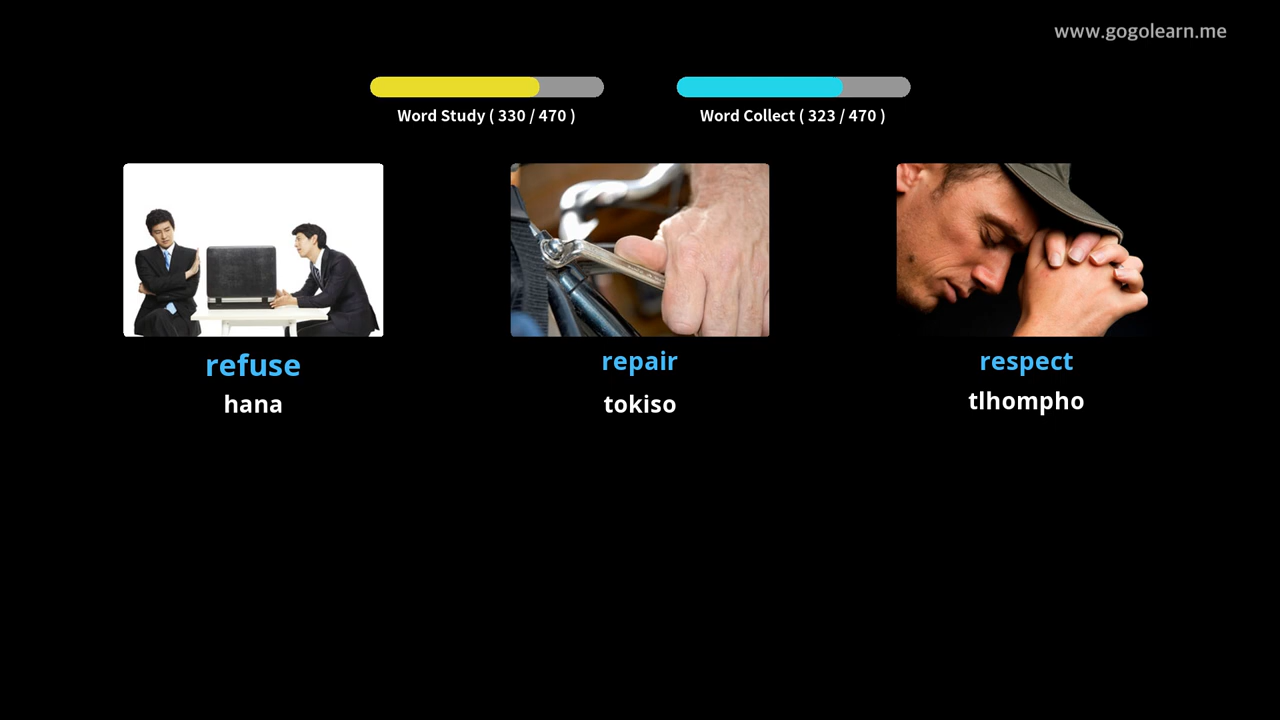 www.gogolearn.me
Word Study ( 330 / 470 )
Word Collect ( 323 / 470 )
refuse
hana
repair
tokiso
respect
tlhompho